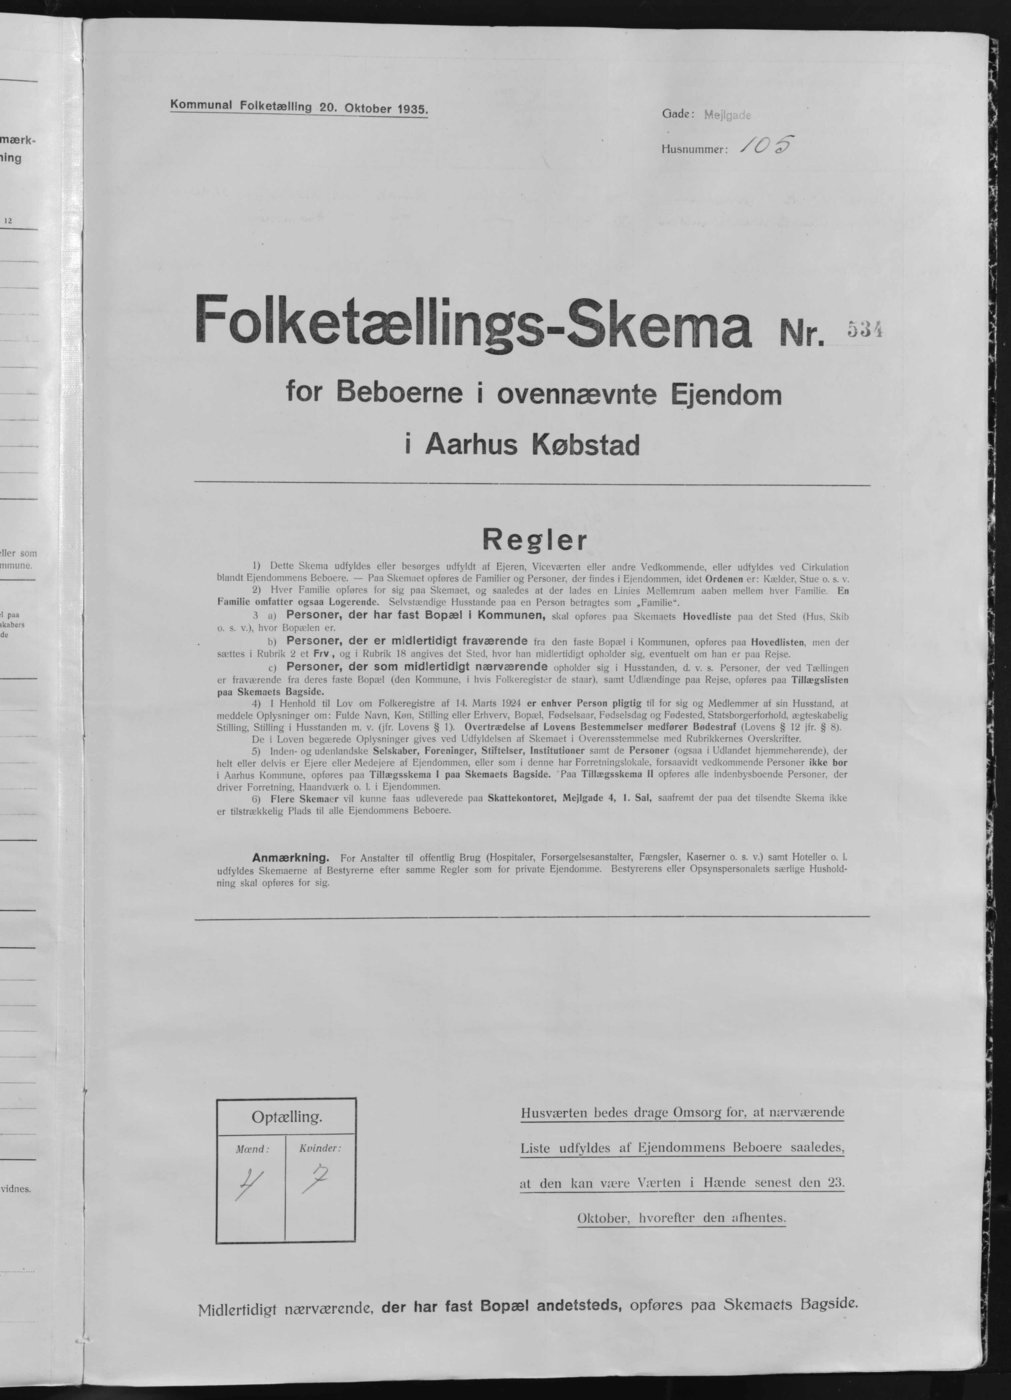 mærk-
ning
12
eller som
mmune.
l paa
skabers
de
vidnes.
Kommunal Folketælling 20. Oktober 1935.
Gade: Mejlgade
Husnummer: 105
Folketællings-Skema Nr. 534
for Beboerne i ovennævnte Ejendom
i Aarhus Købstad
Regler
1) Dette Skema udfyldes eller besørges udfyldt af Ejeren, Viceværten eller andre Vedkommende, eller udfyldes ved Cirkulation
blandt Ejendommens Beboere. — Paa Skemaet opføres de Familier og Personer, der findes i Ejendommen, idet Ordenen er: Kælder, Stue o. s. v.
2) Hver Familie opføres for sig paa Skemaet, og saaledes at der lades en Linies Mellemrum aaben mellem hver Familie. En
Familie omfatter ogsaa Logerende. Selvstændige Husstande paa en Person betragtes som „Familie“.
3 a) Personer, der har fast Bopæl i Kommunen, skal opføres paa Skemaets Hovedliste paa det Sted (Hus, Skib
o. s. v.), hvor Bopælen er.
b) Personer, der er midlertidigt fraværende fra den faste Bopæl i Kommunen, opføres paa Hovedlisten, men der
sættes i Rubrik 2 et Frv., og i Rubrik 18 angives det Sted, hvor han midlertidigt opholder sig, eventuelt om han er paa Rejse.
c) Personer, der som midlertidigt nærværende opholder sig i Husstanden, d. v. s. Personer, der ved Tællingen
er fraværende fra deres faste Bopæl (den Kommune, i hvis Folkeregister de staar), samt Udlændinge paa Rejse, opføres paa Tillægslisten
paa Skemaets Bagside.
4) I Henhold til Lov om Folkeregistre af 14. Marts 1924 er enhver Person pligtig til for sig og Medlemmer af sin Husstand, at
meddele Oplysninger om: Fulde Navn, Køn, Stilling eller Erhverv, Bopæl, Fødselsaar, Fødselsdag og Fødested, Statsborgerforhold, ægteskabelig
Stilling, Stilling i Husstanden m. v. (jfr. Lovens § 1). Overtrædelse af Lovens Bestemmelser medfører Bødestraf (Lovens § 12 jfr. § 8).
De i Loven begærede Oplysninger gives ved Udfyldelsen af Skemaet i Overensstemmelse med Rubrikkernes Overskrifter.
5) Inden- og udenlandske Selskaber, Foreninger, Stiftelser, Institutioner samt de Personer (ogsaa i Udlandet hjemmehørende), der
helt eller delvis er Ejere eller Medejere af Ejendommen, eller som i denne har Forretningslokale, forsaavidt vedkommende Personer ikke bor
i Aarhus Kommune, opføres paa Tillægsskema I paa Skemaets Bagside. Paa Tillægsskema II opføres alle indenbysboende Personer, der
driver Forretning, Haandværk o. l. i Ejendommen.
6) Flere Skemaer vil kunne faas udleverede paa Skattekontoret, Mejlgade 4, 1. Sal, saafremt der paa det tilsendte Skema ikke
er tilstrækkelig Plads til alle Ejendommens Beboere.
Anmærkning. For Anstalter til offentlig Brug (Hospitaler, Forsørgelsesanstalter, Fængsler, Kaserner o. s. v.) samt Hoteller o. l.
udfyldes Skemaerne af Bestyrerne efter samme Regler som for private Ejendomme. Bestyrerens eller Opsynspersonalets særlige Hushold-
ning skal opføres for sig.
Optælling.
Mænd: Kvinder:
4 7
Husværten bedes drage Omsorg for, at nærværende
Liste udfyldes af Ejendommens Beboere saaledes,
at den kan være Værten i Hænde senest den 23.
Oktober, hvorefter den afhentes.
Midlertidigt nærværende, der har fast Bopæl andetsteds, opføres paa Skemaets Bagside.